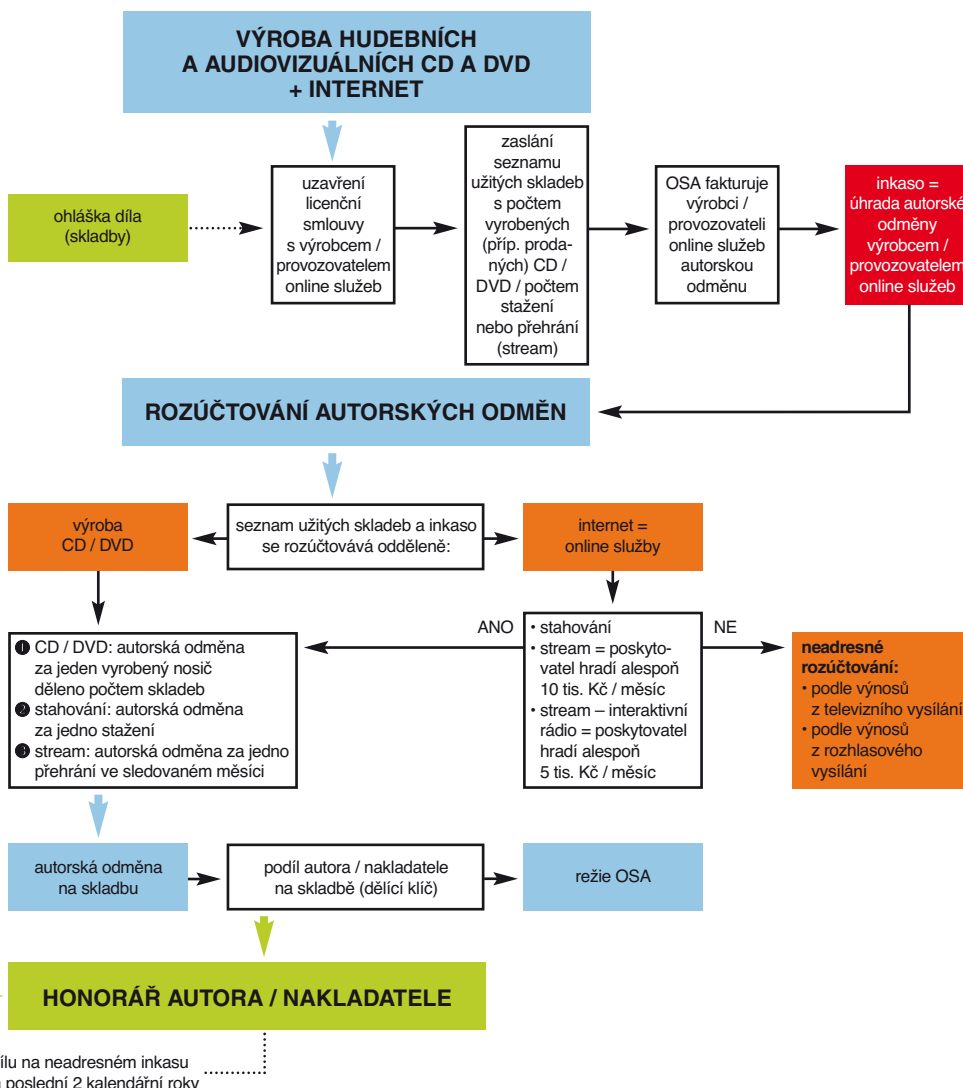 VÝROBA HUDEBNÍCH
A AUDIOVIZUÁLNÍCH CD A DVD
+ INTERNET
ohláška díla
(skladby)
uzavření
licenční
smlouvy
s výrobcem /
provozovatelem
online služeb
zaslání
seznamu
užitých skladeb
s počtem
vyrobených
(příp. proda-
ných) CD /
DVD / počtem
stažení
nebo přehrání
(stream)
OSA fakturuje
výrobci /
provozovateli
online služeb
autorskou
odměnu
inkaso =
úhrada autorské
odměny
výrobcem /
provozovatelem
online služeb
ROZÚČTOVÁNÍ AUTORSKÝCH ODMĚN
výroba
CD / DVD
seznam užitých skladeb a inkaso
se rozúčtovává odděleně:
internet =
online služby
ANO
NE
❶ CD / DVD: autorská odměna
za jeden vyrobený nosič
děleno počtem skladeb
❷ stahování: autorská odměna
za jedno stažení
❸ stream: autorská odměna za jedno
přehrání ve sledovaném měsíci
• stahování
• stream = poskyto-
vatel hradí alespoň
10 tis. Kč / měsíc
• stream – interaktivní
rádio = poskytovatel
hradí alespoň
5 tis. Kč / měsíc
neadresné
rozúčtování:
• podle výnosů
z televizního vysílání
• podle výnosů
z rozhlasového
vysílání
autorská odměna
na skladbu
podíl autora / nakladatele
na skladbě (dělící klíč)
režie OSA
HONORÁŘ AUTORA / NAKLADATELE
ílu na neadresném inkasu
poslední 2 kalendářní roky